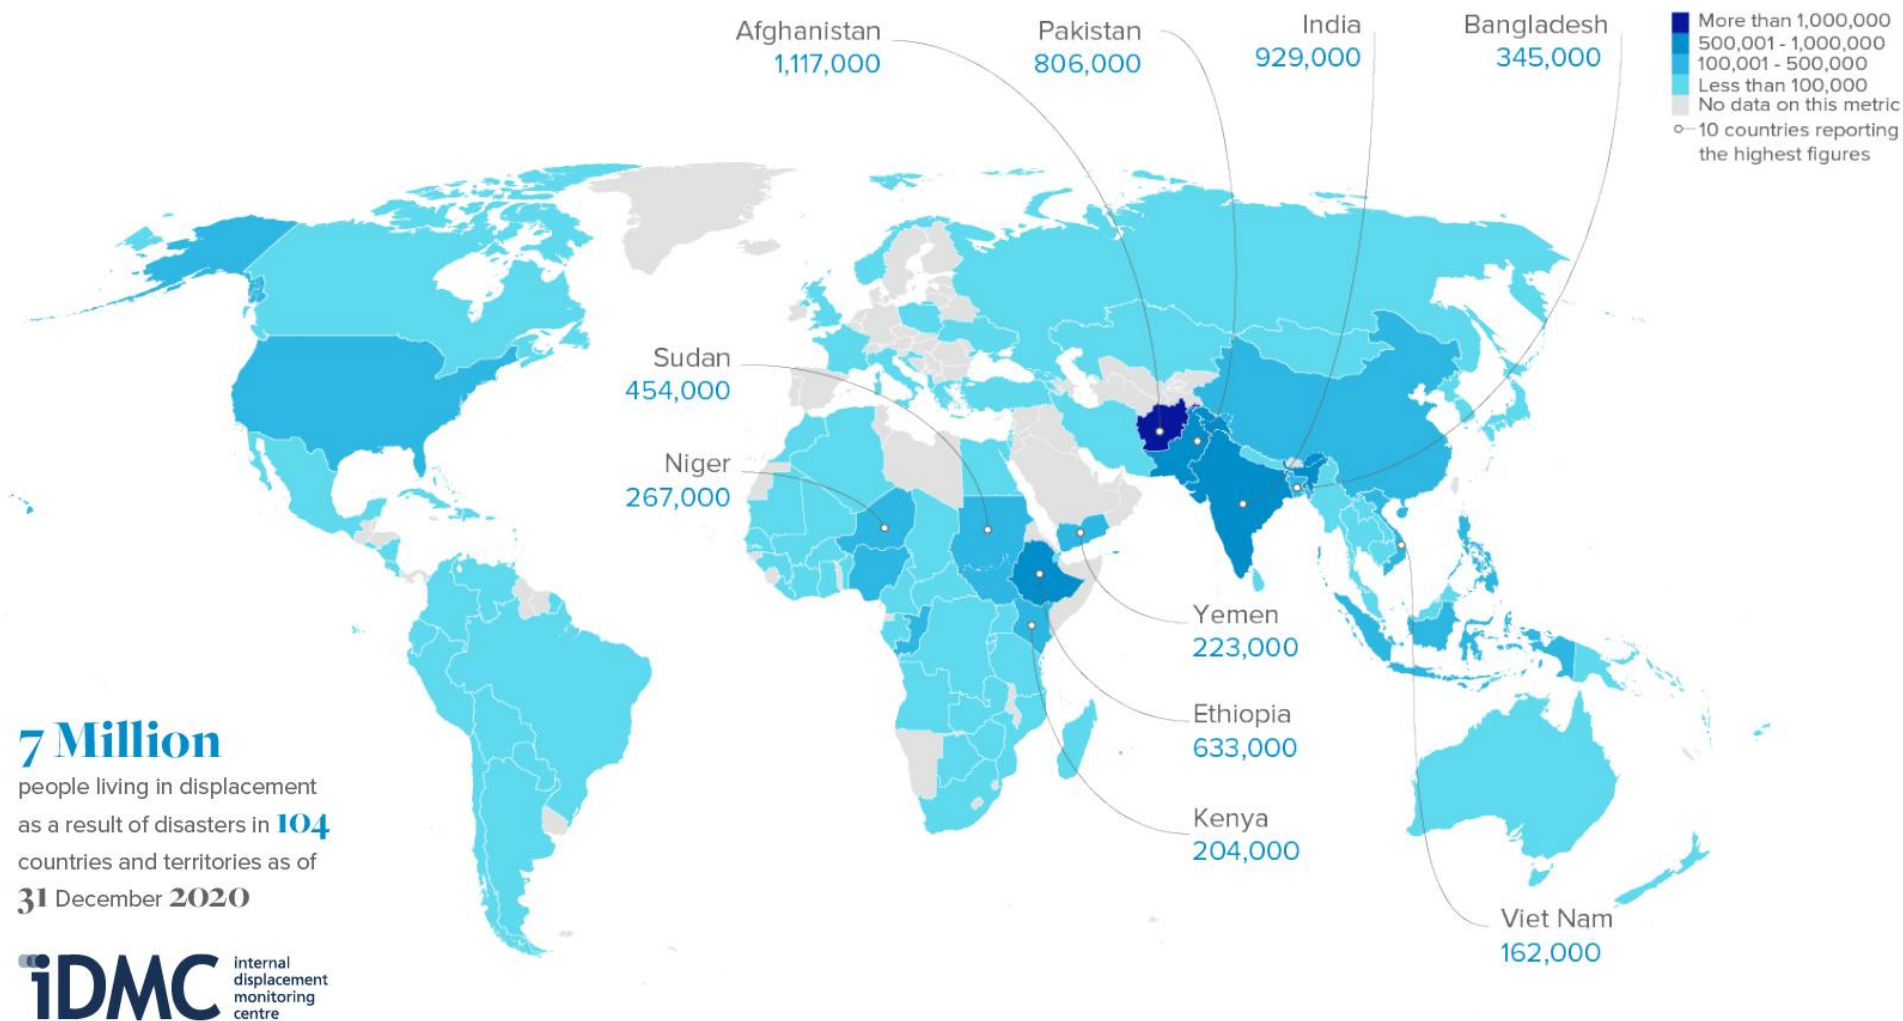 Afghanistan
1,117,000
Pakistan
806,000
India
929,000
Bangladesh
345,000
More than 1,000,000
500,001 - 1,000,000
100,001 - 500,000
Less than 100,000
No data on this metric
10 countries reporting
the highest figures
Sudan
454,000
Niger
267,000
Yemen
223,000
Ethiopia
633,000
Kenya
204,000
Viet Nam
162,000
7 Million
people living in displacement
as a result of disasters in 104
countries and territories as of
31 December 2020
iDMC
internal
displacement
monitoring
centre